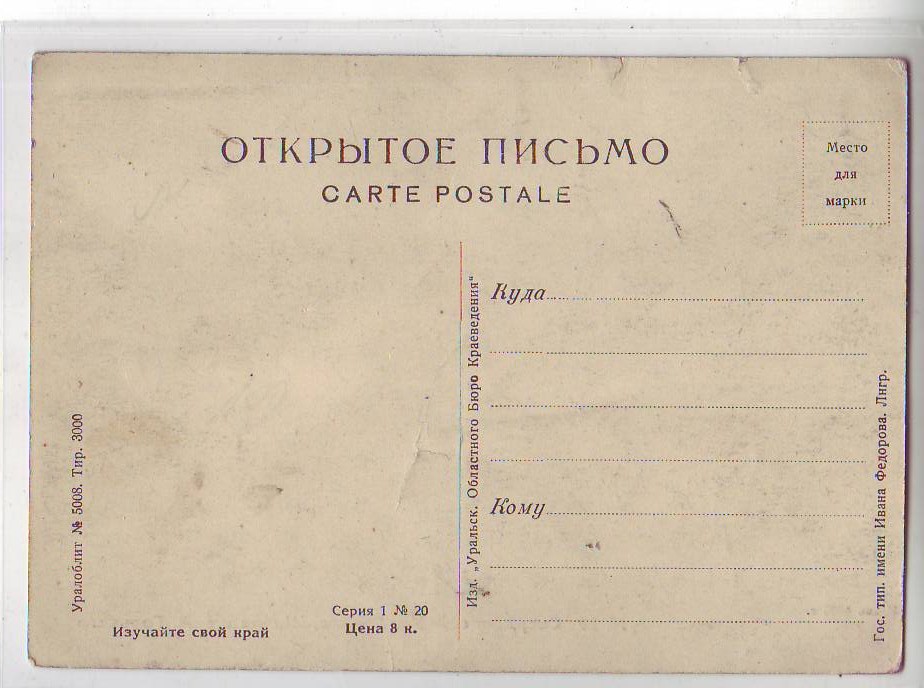 ОТКРЫТОЕ ПИСЬМО
CARTE POSTALE
Место
для
марки
Куда
Кому
Изд. „Уральск. Областного Бюро Краеведения“
Гос. тип. имени Ивана Федорова. Лнгр.
Уралоблит № 5008. Тир. 3000
Изучайте свой край
Серия 1 № 20
Цена 8 к.